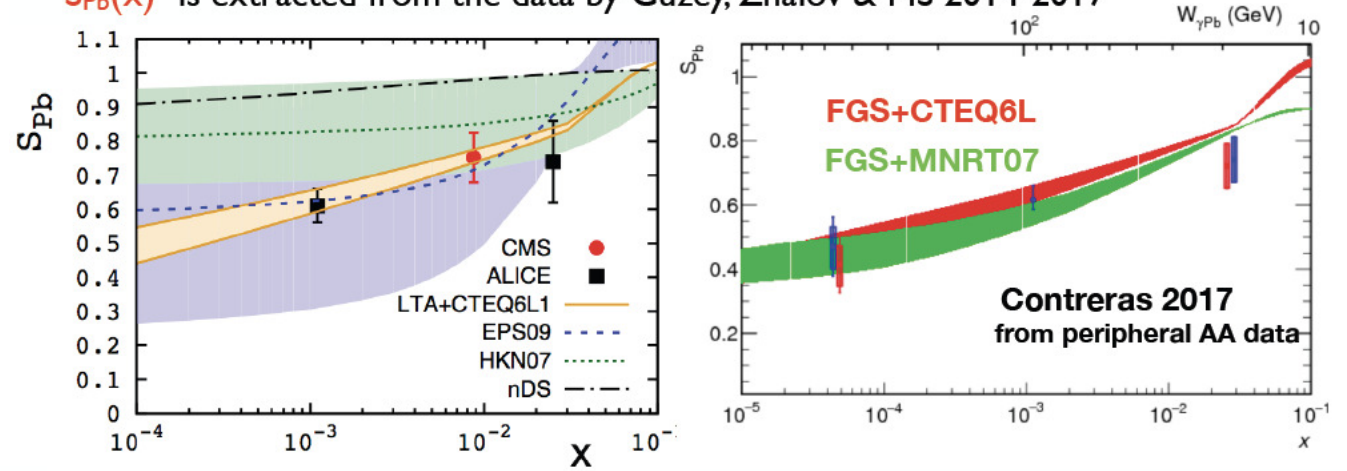 S_Pb(x) is extracted from the data by Guzey, Zhalov & MS 2014-2017
1.1
1
0.9
0.8
0.7
0.6
0.5
0.4
0.3
0.2
0.1
0
S_Pb
CMS
ALICE
LTA+CTEQ6L1
EPS09
HKN07
nDS
10^-4
10^-3
10^-2
10^-
x
W_γPb (GeV)
10^2
10
S_Pb
1
0.8
0.6
0.4
0.2
FGS+CTEQ6L
FGS+MNRT07
Contreras 2017
from peripheral AA data
10^-5
10^-4
10^-3
10^-2
10^-1
x